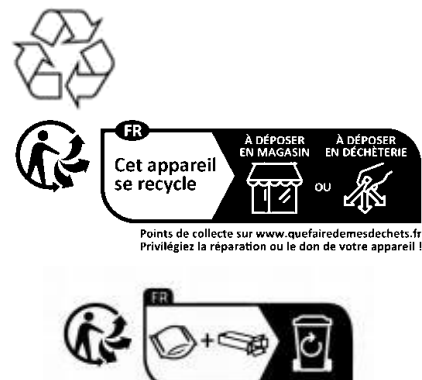 FR
Cet appareil
se recycle
À DÉPOSER
EN MAGASIN
OU
À DÉPOSER
EN DÉCHÈTERIE
Points de collecte sur www.quefairedemesdechets.fr
Privilégiez la réparation ou le don de votre appareil !
FR
+